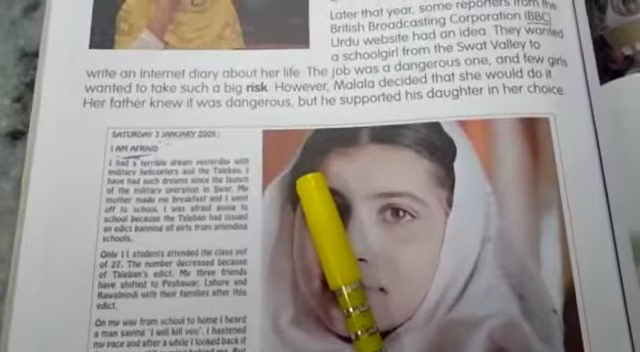 Later that year, some reporters from the
British Broadcasting Corporation (BBC)
Urdu website had an idea. They wanted
a schoolgirl from the Swat Valley to
write an Internet diary about her life. The job was a dangerous one, and few girls
wanted to take such a big risk. However, Malala decided that she would do it.
Her father knew it was dangerous, but he supported his daughter in her choice.
SATURDAY 3 JANUARY 2009:
I AM AFRAID
I had a terrible dream yesterday with
military helicopters and the Taleban. I
have had such dreams since the launch
of the military operation in Swat. My
mother made me breakfast and I went
off to school. I was afraid going to
school because the Taleban had issued
an edict banning all girls from attending
schools.
Only 11 students attended the class out
of 27. The number decreased because
of Taleban's edict. My three friends
have shifted to Peshawar, Lahore and
Rawalpindi with their families after this
edict.
On my way from school to home I heard
a man saying 'I will kill you'. I hastened
my pace and after a while I looked back if